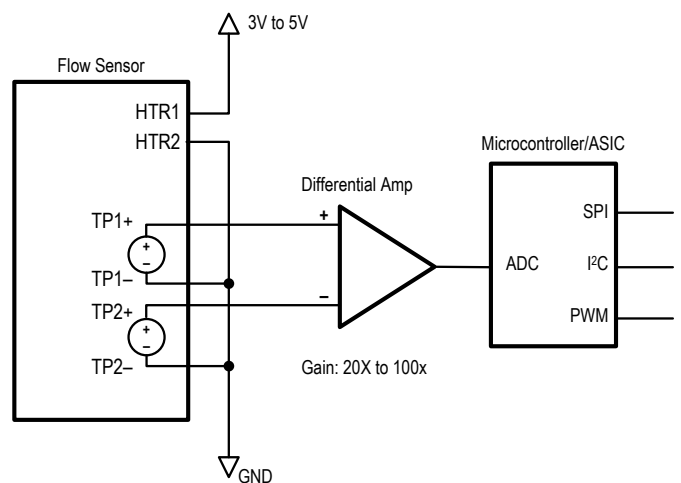 3V to 5V
Flow Sensor
HTR1
HTR2
Microcontroller/ASIC
Differential Amp
TP1+
+
SPI
+
–
ADC
I²C
TP1–
TP2+
–
+
–
PWM
TP2–
Gain: 20X to 100x
GND